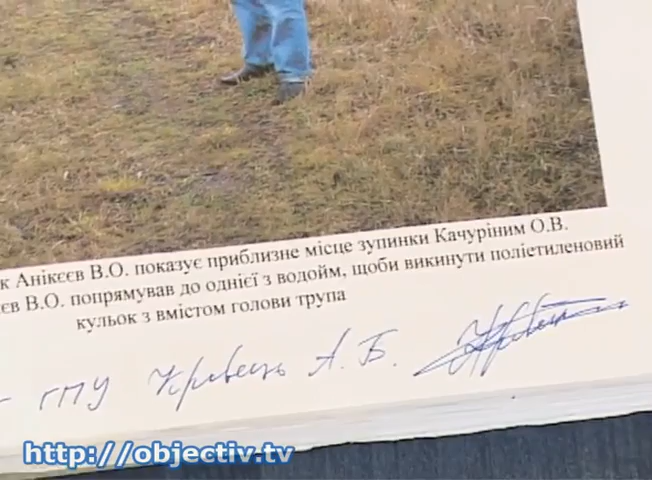 к Анікєєв В.О. показує приблизне місце зупинки Качуріним О.В.
єв В.О. попрямував до однієї з водойм, щоби викинути поліетиленовий
кульок з вмістом голови трупа
ГМУ Кравець А.Б.
http://objectiv.tv